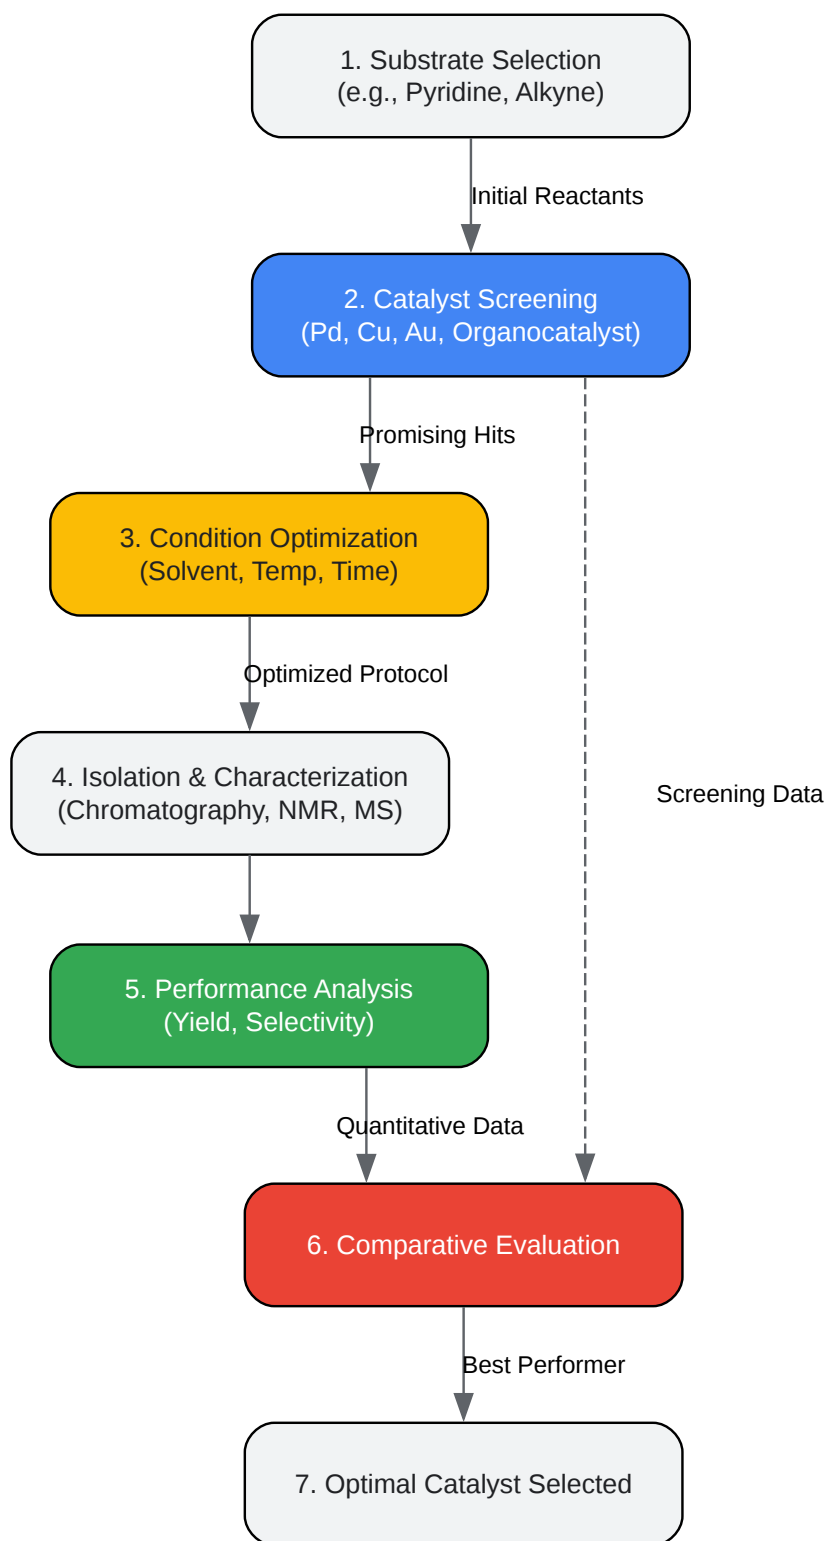 1. Substrate Selection
(e.g., Pyridine, Alkyne)
Initial Reactants
2. Catalyst Screening
(Pd, Cu, Au, Organocatalyst)
Promising Hits
3. Condition Optimization
(Solvent, Temp, Time)
Optimized Protocol
4. Isolation & Characterization
(Chromatography, NMR, MS)
Screening Data
5. Performance Analysis
(Yield, Selectivity)
Quantitative Data
6. Comparative Evaluation
Best Performer
7. Optimal Catalyst Selected